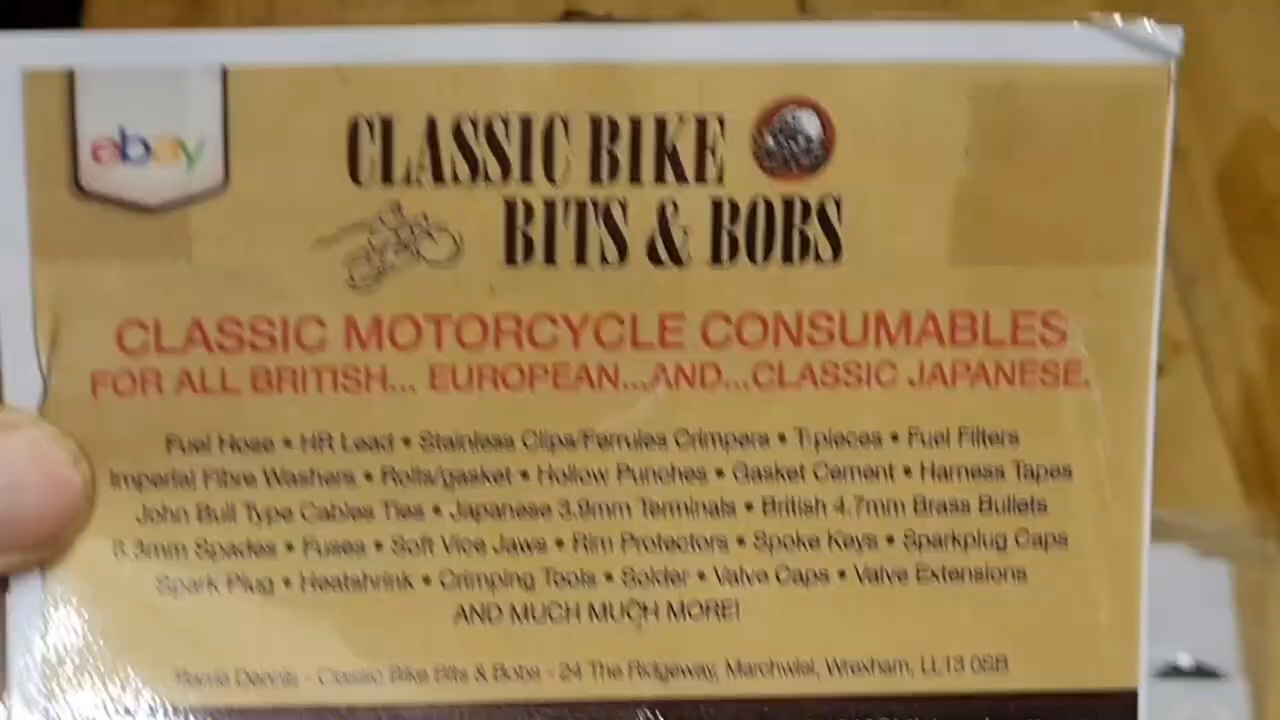 ebay
CLASSIC BIKE
BITS & BOBS
CLASSIC MOTORCYCLE CONSUMABLES
FOR ALL BRITISH... EUROPEAN...AND...CLASSIC JAPANESE.
Fuel Hose • HR Lead • Stainless Clips/Ferrules Crimpers • T-pieces • Fuel Filters
Imperial Fibre Washers • Rolls/gasket • Hollow Punches • Gasket Cement • Harness Tapes
John Bull Type Cables Ties • Japanese 3.9mm Terminals • British 4.7mm Brass Bullets
6.3mm Spades • Fuses • Soft Vice Jaws • Rim Protectors • Spoke Keys • Sparkplug Caps
Spark Plug • Heatshrink • Crimping Tools • Solder • Valve Caps • Valve Extensions
AND MUCH MUCH MORE!
Dennis - Classic Bike Bits & Bobs - 24 The Ridgeway, Marchwiel, Wrexham, LL13 0SB